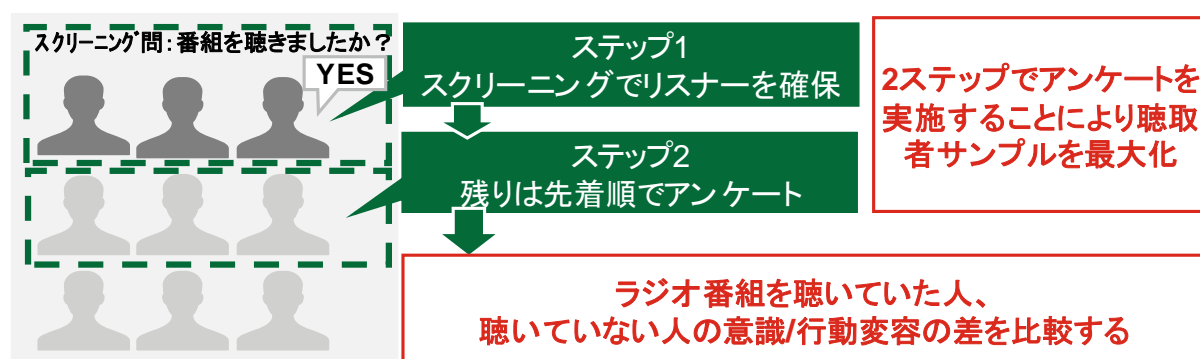 スクリーニング問：番組を聴きましたか？
YES
ステップ1
スクリーニングでリスナーを確保
ステップ2
残りは先着順でアンケート
2ステップでアンケートを
実施することにより聴取
者サンプルを最大化
ラジオ番組を聴いていた人、
聴いていない人の意識/行動変容の差を比較する